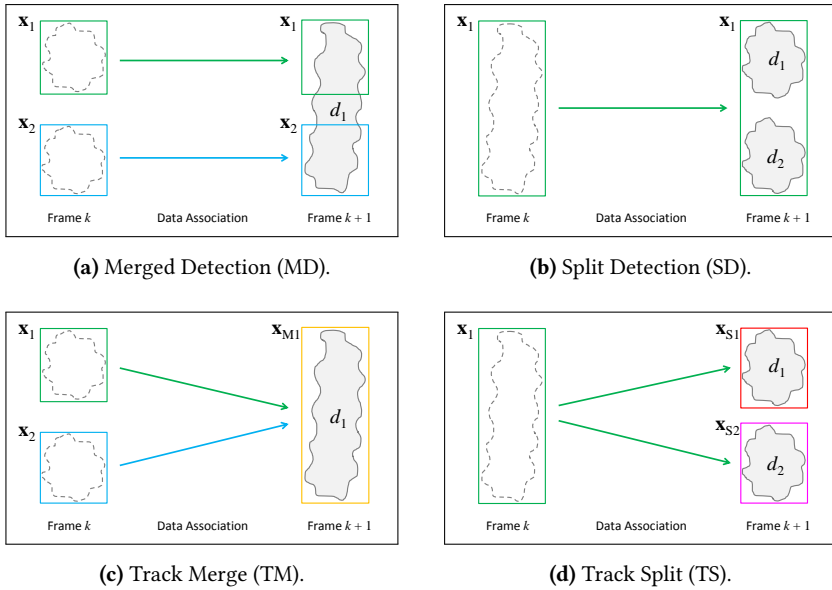 x1 x1
d1
x2 x2
Frame k Data Association Frame k + 1
(a) Merged Detection (MD).
x1 x1
d1
d2
Frame k Data Association Frame k + 1
(b) Split Detection (SD).
x1 xM1
x2 d1
Frame k Data Association Frame k + 1
(c) Track Merge (TM).
x1 xS1
d1
xS2
d2
Frame k Data Association Frame k + 1
(d) Track Split (TS).